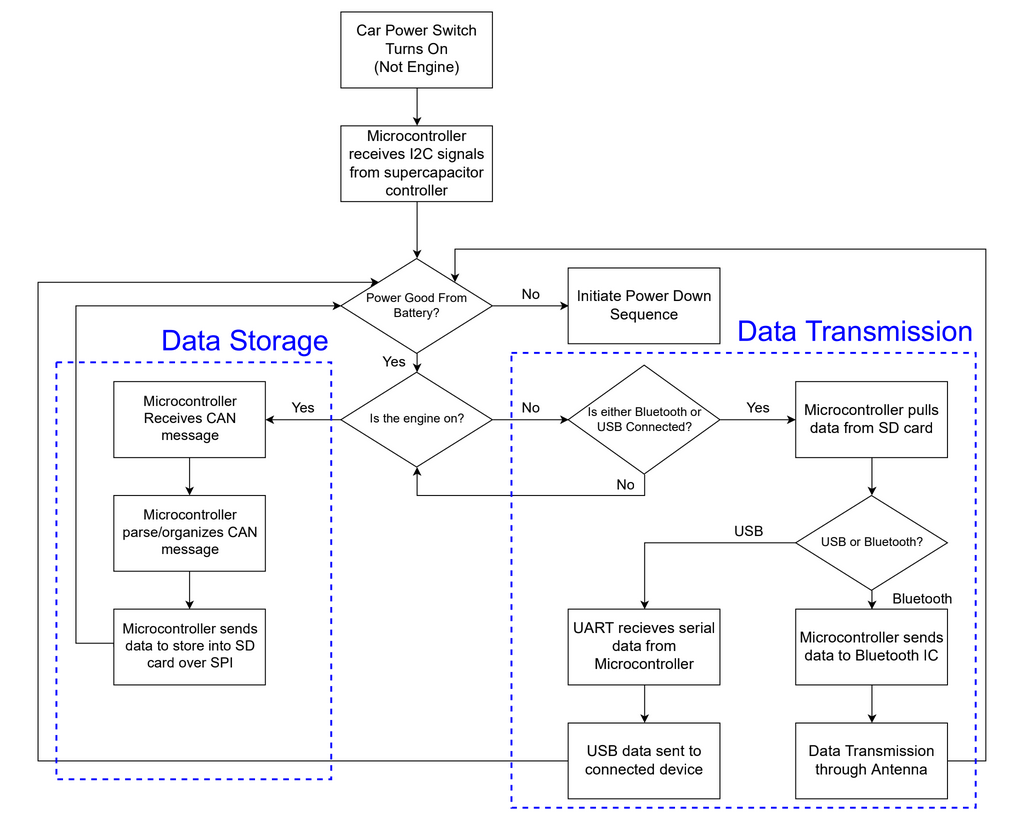 Car Power Switch
Turns On
(Not Engine)
Microcontroller
receives I2C signals
from supercapacitor
controller
Power Good From
Battery?
No
Initiate Power Down
Sequence
Yes
Data Storage
Data Transmission
Microcontroller
Receives CAN
message
Yes
Is the engine on?
No
Is either Bluetooth or
USB Connected?
Yes
Microcontroller pulls
data from SD card
No
Microcontroller
parse/organizes CAN
message
USB
USB or Bluetooth?
Bluetooth
Microcontroller sends
data to store into SD
card over SPI
UART recieves serial
data from
Microcontroller
Microcontroller sends
data to Bluetooth IC
USB data sent to
connected device
Data Transmission
through Antenna